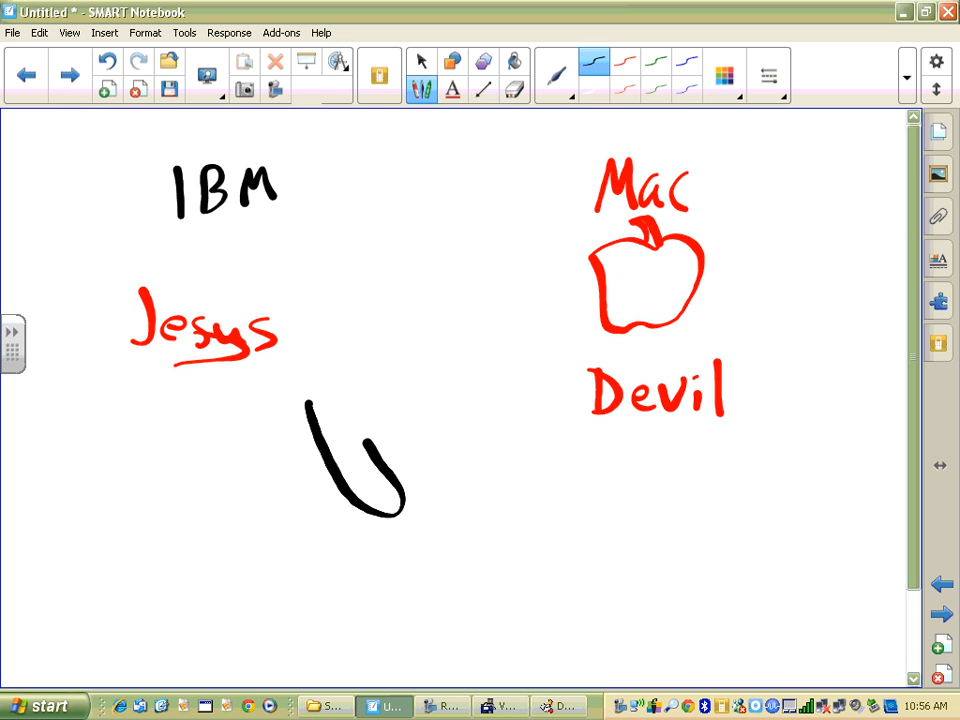 Untitled * - SMART Notebook
File Edit View Insert Format Tools Response Add-ons Help
IBM
Mac
Jesus
Devil
start
S...
U...
R...
Y...
D...
10:56 AM